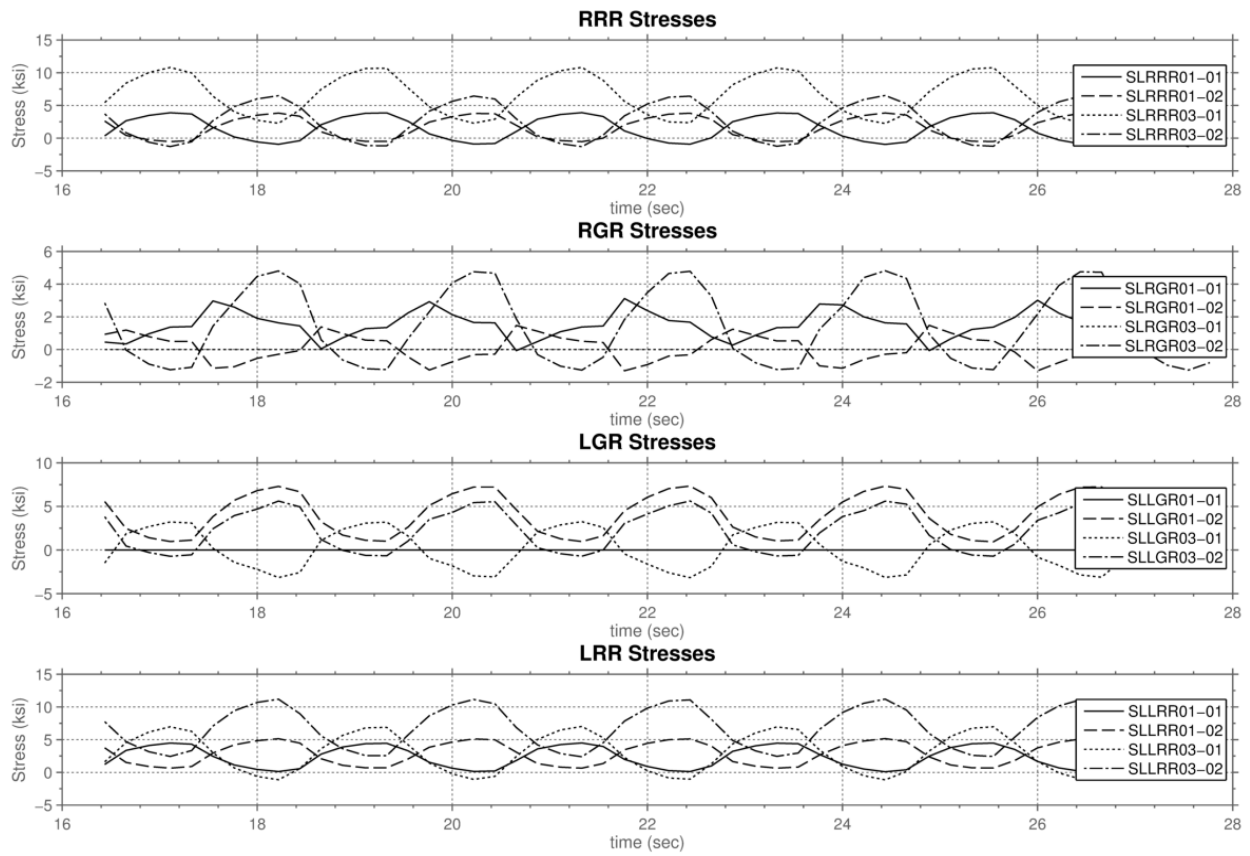 RRR Stresses
15
10
5
0
−5
Stress (ksi)
SLRRR01−01
SLRRR01−02
SLRRR03−01
SLRRR03−02
16 18 20 22 24 26 28
time (sec)
RGR Stresses
6
4
2
0
−2
Stress (ksi)
SLRGR01−01
SLRGR01−02
SLRGR03−01
SLRGR03−02
16 18 20 22 24 26 28
time (sec)
LGR Stresses
10
5
0
−5
Stress (ksi)
SLLGR01−01
SLLGR01−02
SLLGR03−01
SLLGR03−02
16 18 20 22 24 26 28
time (sec)
LRR Stresses
15
10
5
0
−5
Stress (ksi)
SLLRR01−01
SLLRR01−02
SLLRR03−01
SLLRR03−02
16 18 20 22 24 26 28
time (sec)